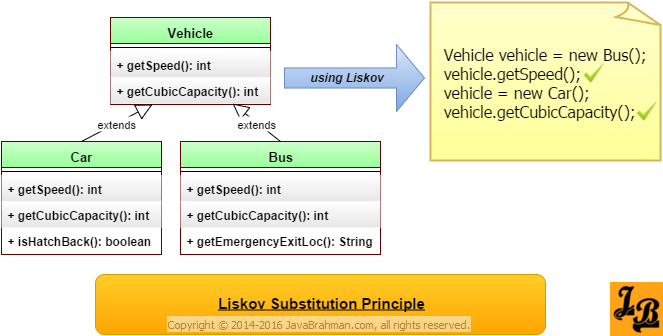 Vehicle
+ getSpeed(): int
+ getCubicCapacity(): int
using Liskov
Vehicle vehicle = new Bus();
vehicle.getSpeed();
vehicle = new Car();
vehicle.getCubicCapacity();
extends
extends
Car
+ getSpeed(): int
+ getCubicCapacity(): int
+ isHatchBack(): boolean
Bus
+ getSpeed(): int
+ getCubicCapacity(): int
+ getEmergencyExitLoc(): String
Liskov Substitution Principle
Copyright © 2014-2016 JavaBrahman.com, all rights reserved.
JB